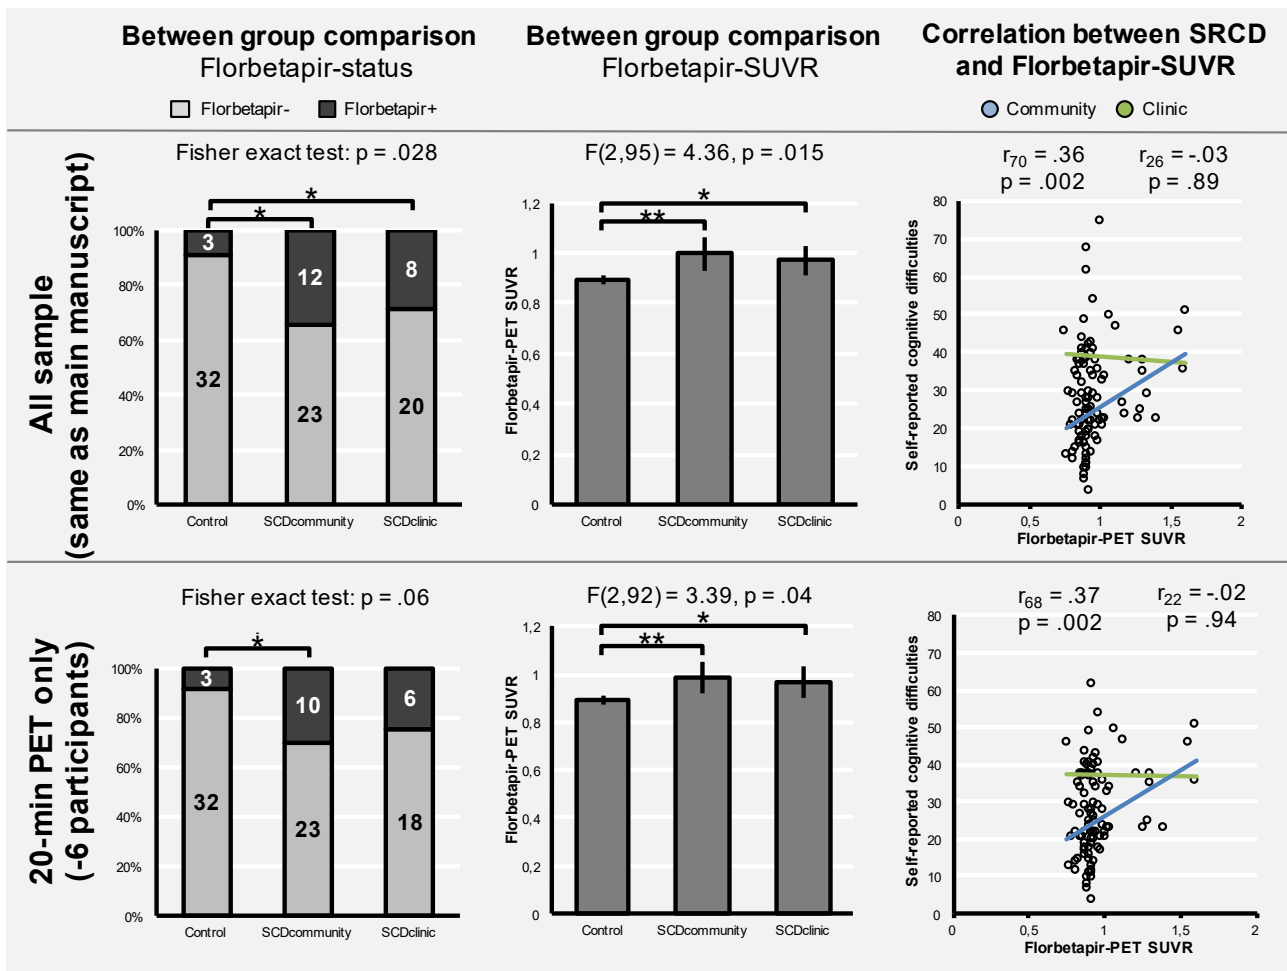 Between group comparison
Florbetapir-status
Florbetapir-
Florbetapir+
Between group comparison
Florbetapir-SUVR
Correlation between SRCD
and Florbetapir-SUVR
Community
Clinic
All sample
(same as main manuscript)
Fisher exact test: p = .028
*
*
100%
80%
60%
40%
20%
0%
3
12
8
32
23
20
Control
SCDcommunity
SCDclinic
F(2,95) = 4.36, p = .015
*
**
Florbetapir-PET SUVR
1,2
1
0,8
0,6
0,4
0,2
0
Control
SCDcommunity
SCDclinic
r70 = .36
p = .002
r26 = -.03
p = .89
Self-reported cognitive difficulties
80
70
60
50
40
30
20
10
0
0
0,5
1
1,5
2
Florbetapir-PET SUVR
20-min PET only
(-6 participants)
Fisher exact test: p = .06
*
100%
80%
60%
40%
20%
0%
3
10
6
32
23
18
Control
SCDcommunity
SCDclinic
F(2,92) = 3.39, p = .04
*
**
Florbetapir-PET SUVR
1,2
1
0,8
0,6
0,4
0,2
0
Control
SCDcommunity
SCDclinic
r68 = .37
p = .002
r22 = -.02
p = .94
Self-reported cognitive difficulties
80
70
60
50
40
30
20
10
0
0
0,5
1
1,5
2
Florbetapir-PET SUVR